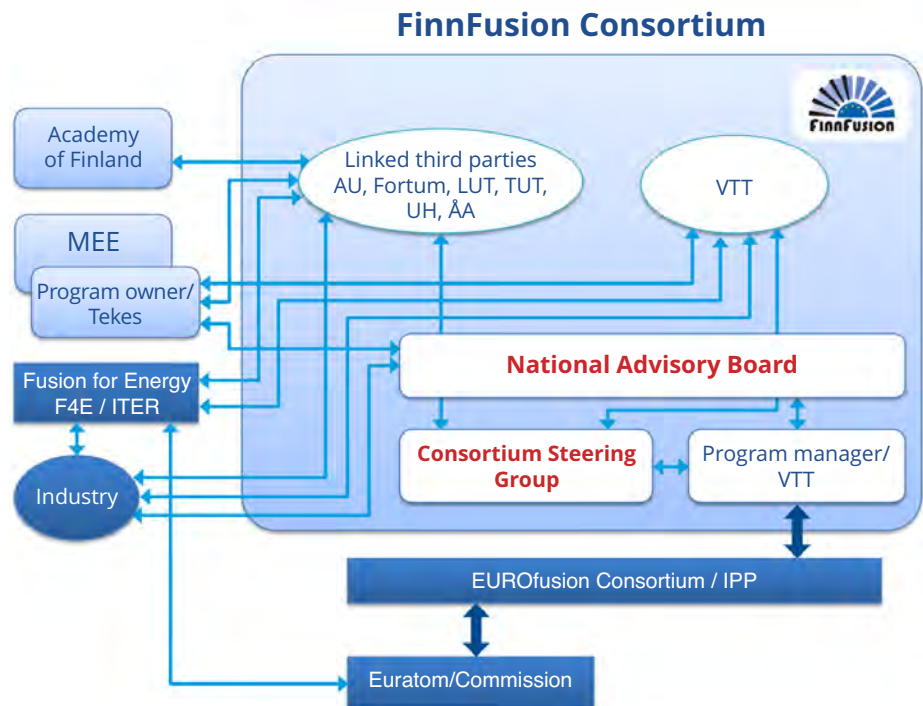 FinnFusion Consortium
FINNFUSION
Academy
of Finland
Linked third parties
AU, Fortum, LUT, TUT,
UH, ÅA
VTT
MEE
Program owner/
Tekes
National Advisory Board
Fusion for Energy
F4E / ITER
Consortium Steering
Group
Program manager/
VTT
Industry
EUROfusion Consortium / IPP
Euratom/Commission